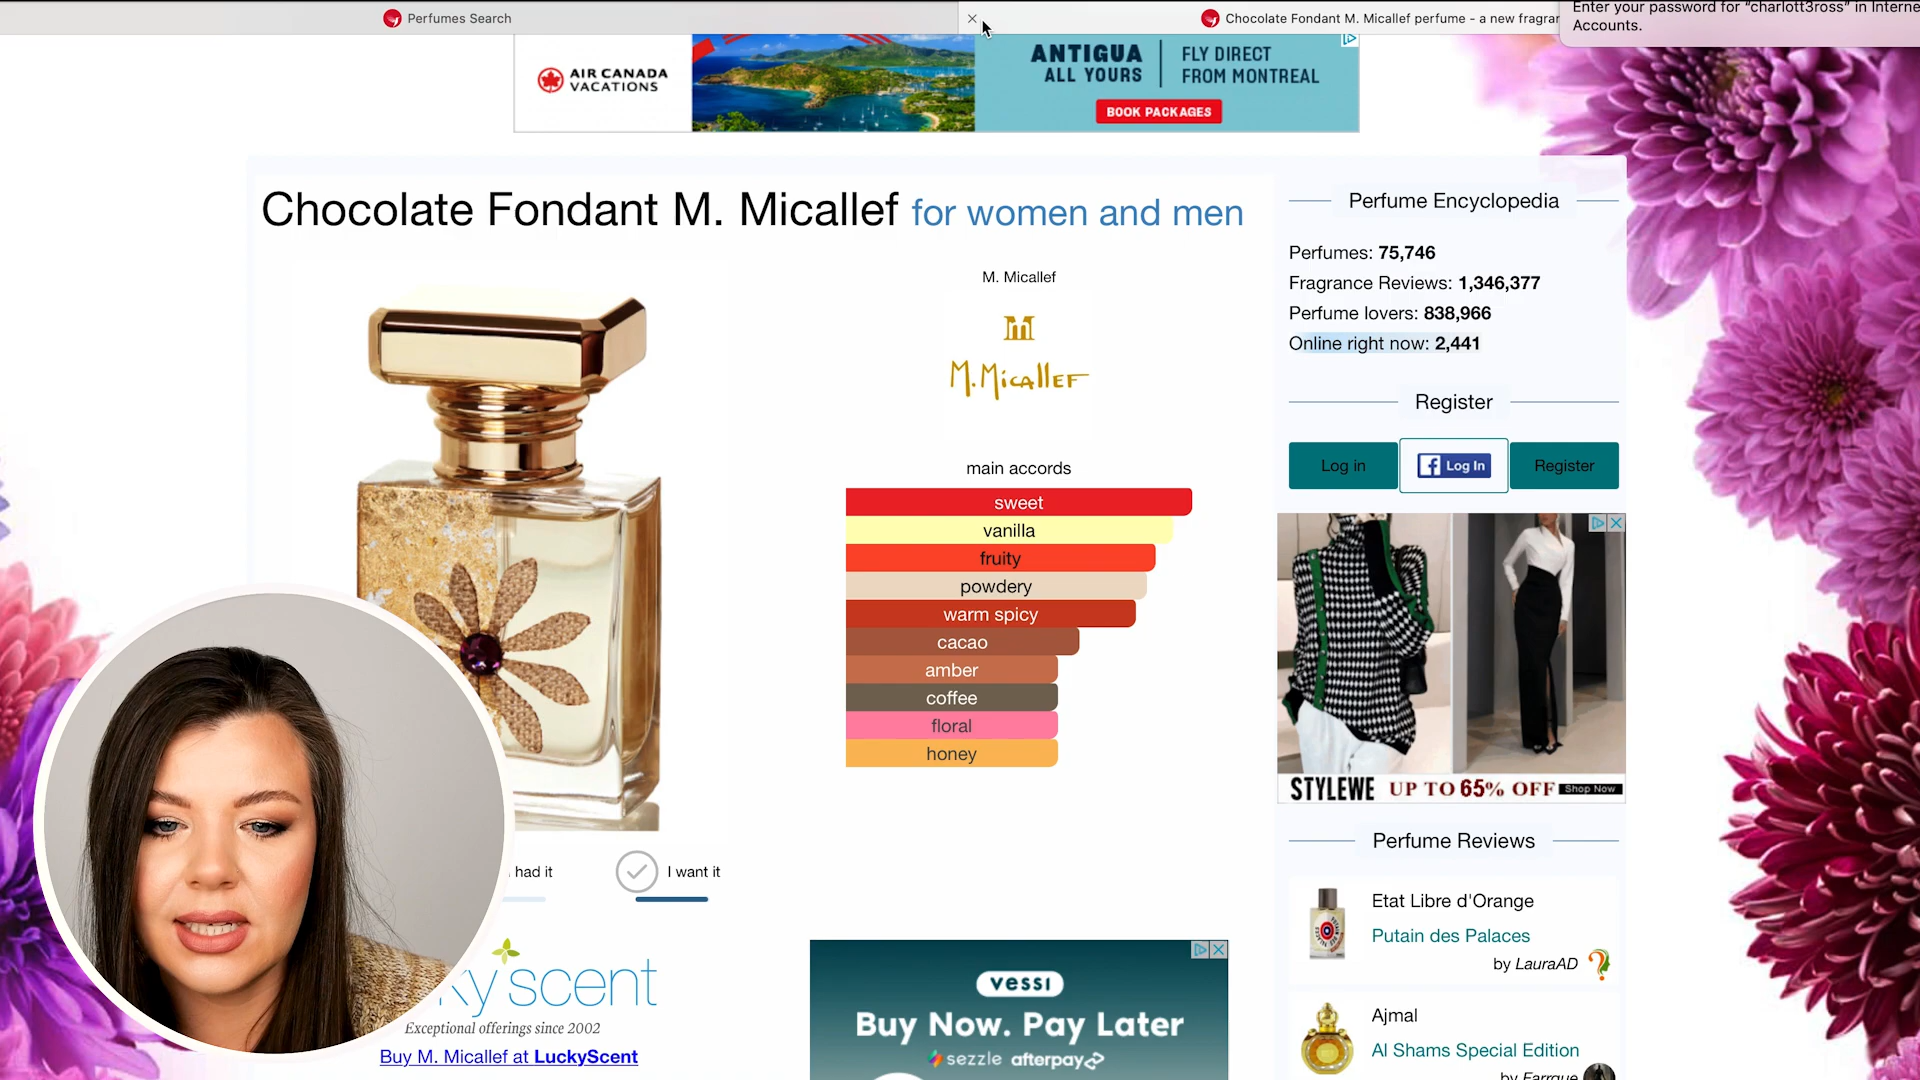 Perfumes Search
Chocolate Fondant M. Micallef perfume - a new fragrar
Enter your password for "charlott3ross" in Interne
Accounts.
AIR CANADA
VACATIONS
ANTIGUA
ALL YOURS
FLY DIRECT
FROM MONTREAL
BOOK PACKAGES
Chocolate Fondant M. Micallef for women and men
M. Micallef
M.MiCALLEF
main accords
sweet
vanilla
fruity
powdery
warm spicy
cacao
amber
coffee
floral
honey
had it
I want it
ky scent
Exceptional offerings since 2002
Buy M. Micallef at LuckyScent
vessi
Buy Now. Pay Later
sezzle afterpay
Perfume Encyclopedia
Perfumes: 75,746
Fragrance Reviews: 1,346,377
Perfume lovers: 838,966
Online right now: 2,441
Register
Log in
Log In
Register
STYLEWE UP TO 65% OFF Shop Now
Perfume Reviews
Etat Libre d'Orange
Putain des Palaces
by LauraAD
Ajmal
Al Shams Special Edition
by Farrque